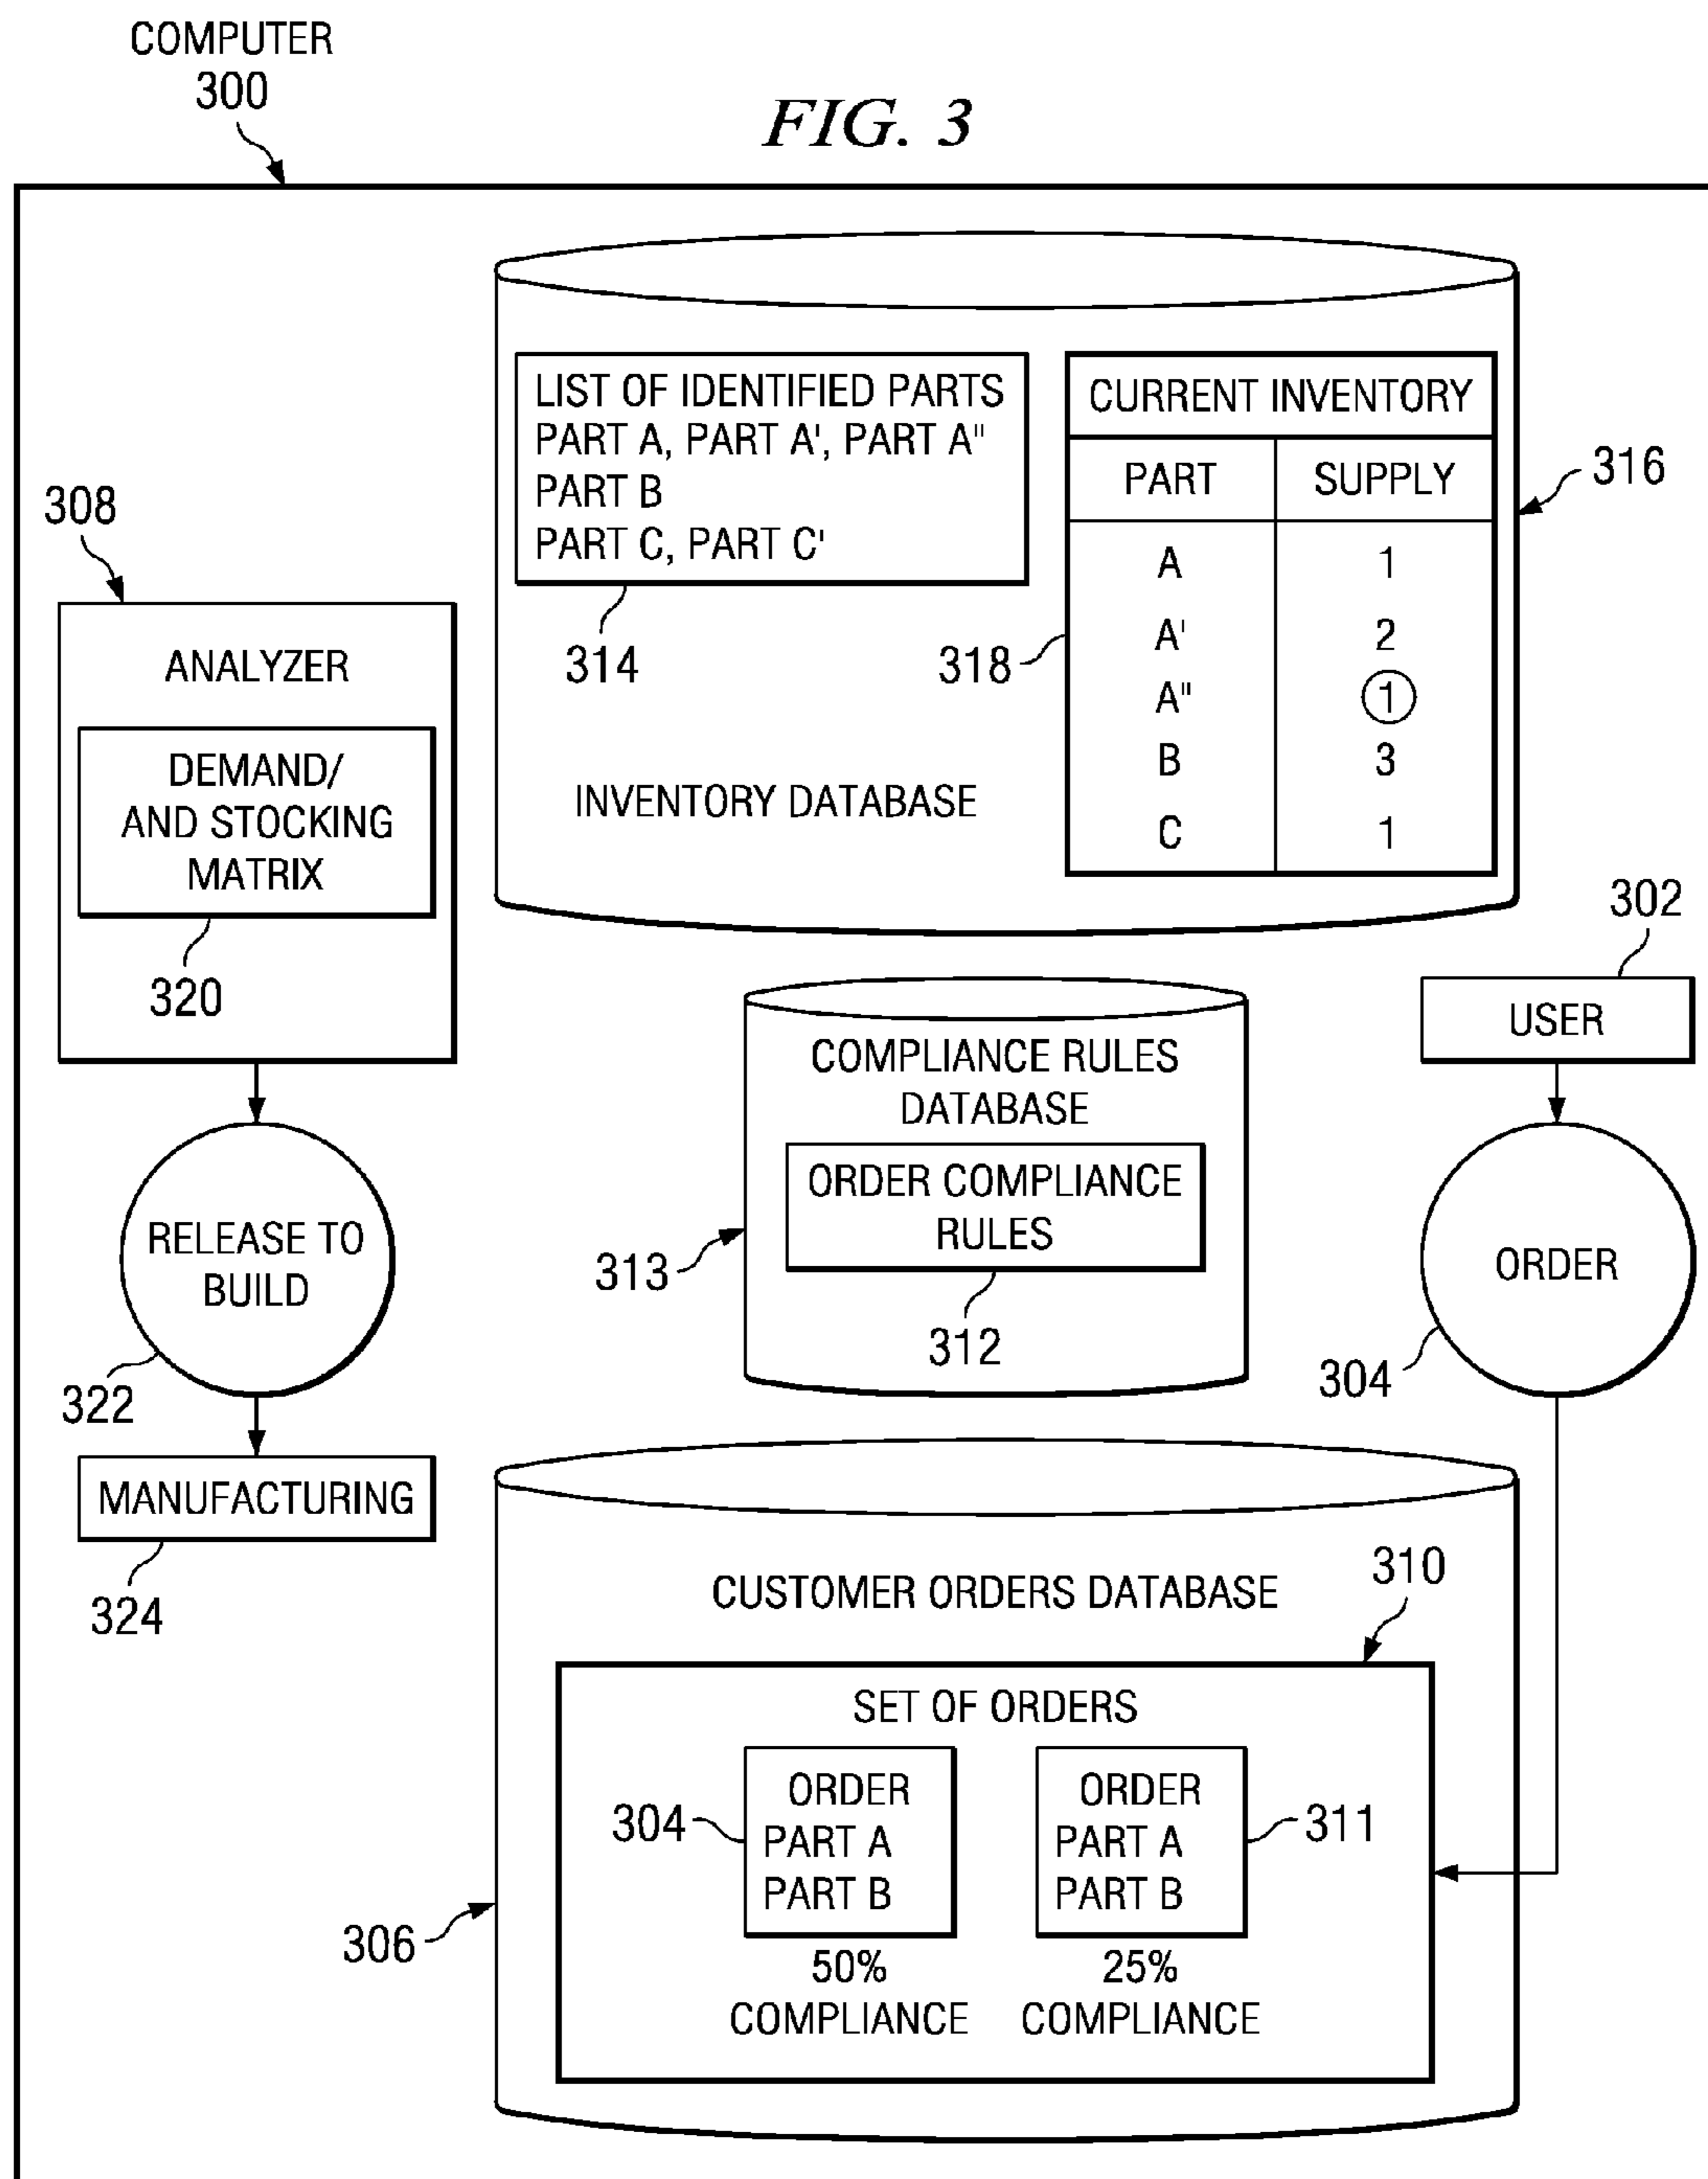 COMPUTER
300
FIG. 3
LIST OF IDENTIFIED PARTS
PART A, PART A', PART A"
PART B
PART C, PART C'
314
INVENTORY DATABASE
CURRENT INVENTORY
PART SUPPLY
A 1
A' 2
A" 1
B 3
C 1
318
316
308
ANALYZER
DEMAND/
AND STOCKING
MATRIX
320
RELEASE TO
BUILD
322
MANUFACTURING
324
COMPLIANCE RULES
DATABASE
ORDER COMPLIANCE
RULES
312
313
302
USER
ORDER
304
CUSTOMER ORDERS DATABASE
310
SET OF ORDERS
304
ORDER
PART A
PART B
50%
COMPLIANCE
ORDER
PART A
PART B
311
25%
COMPLIANCE
306